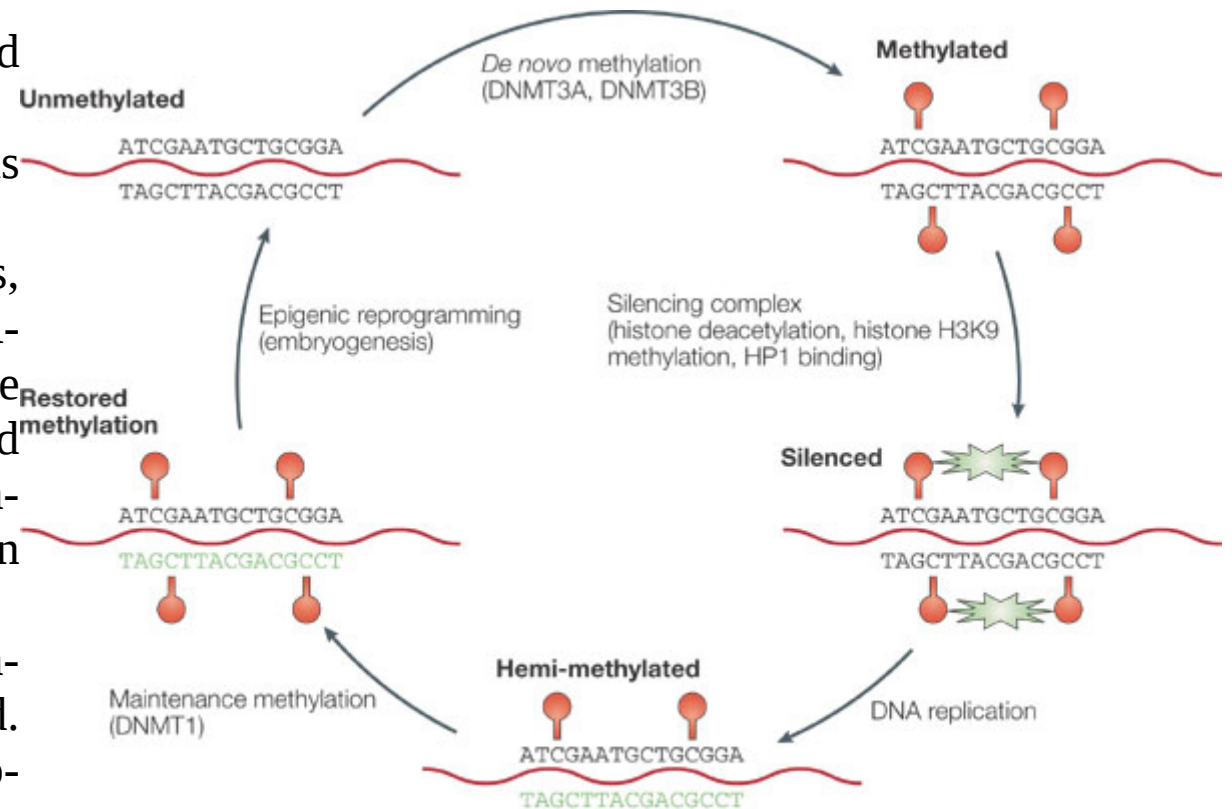 d
s
s,
-
e
d
-
n
-
d.
-
Unmethylated
ATCGAATGCTGCGGA
TAGCTTACGACGCCT
De novo methylation
(DNMT3A, DNMT3B)
Methylated
ATCGAATGCTGCGGA
TAGCTTACGACGCCT
Silencing complex
(histone deacetylation, histone H3K9
methylation, HP1 binding)
Silenced
ATCGAATGCTGCGGA
TAGCTTACGACGCCT
DNA replication
Hemi-methylated
ATCGAATGCTGCGGA
TAGCTTACGACGCCT
Maintenance methylation
(DNMT1)
Restored
methylation
ATCGAATGCTGCGGA
TAGCTTACGACGCCT
Epigenic reprogramming
(embryogenesis)